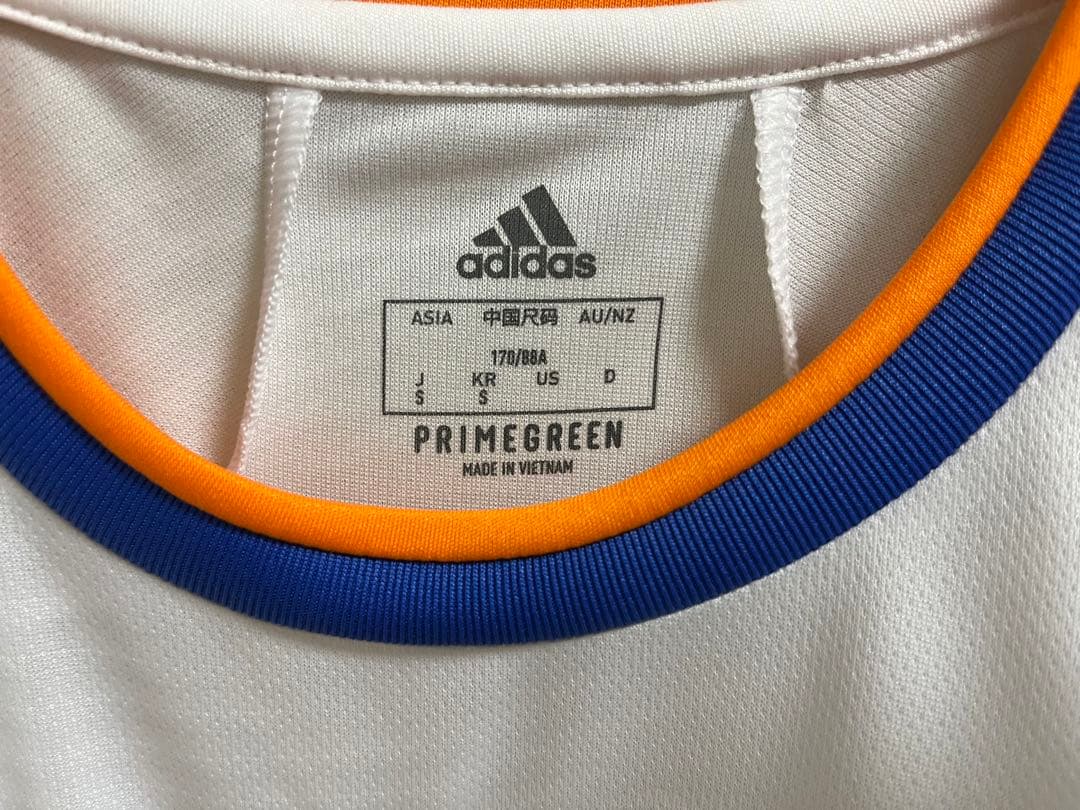 adidas
ASIA 中国尺码 AU/NZ
170/88A
J KR US D
S S
PRIMEGREEN
MADE IN VIETNAM